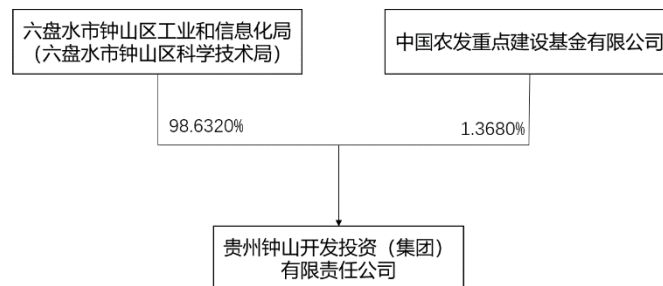 六盘水市钟山区工业和信息化局
（六盘水市钟山区科学技术局）
中国农发重点建设基金有限公司
98.6320%
1.3680%
贵州钟山开发投资（集团）
有限责任公司